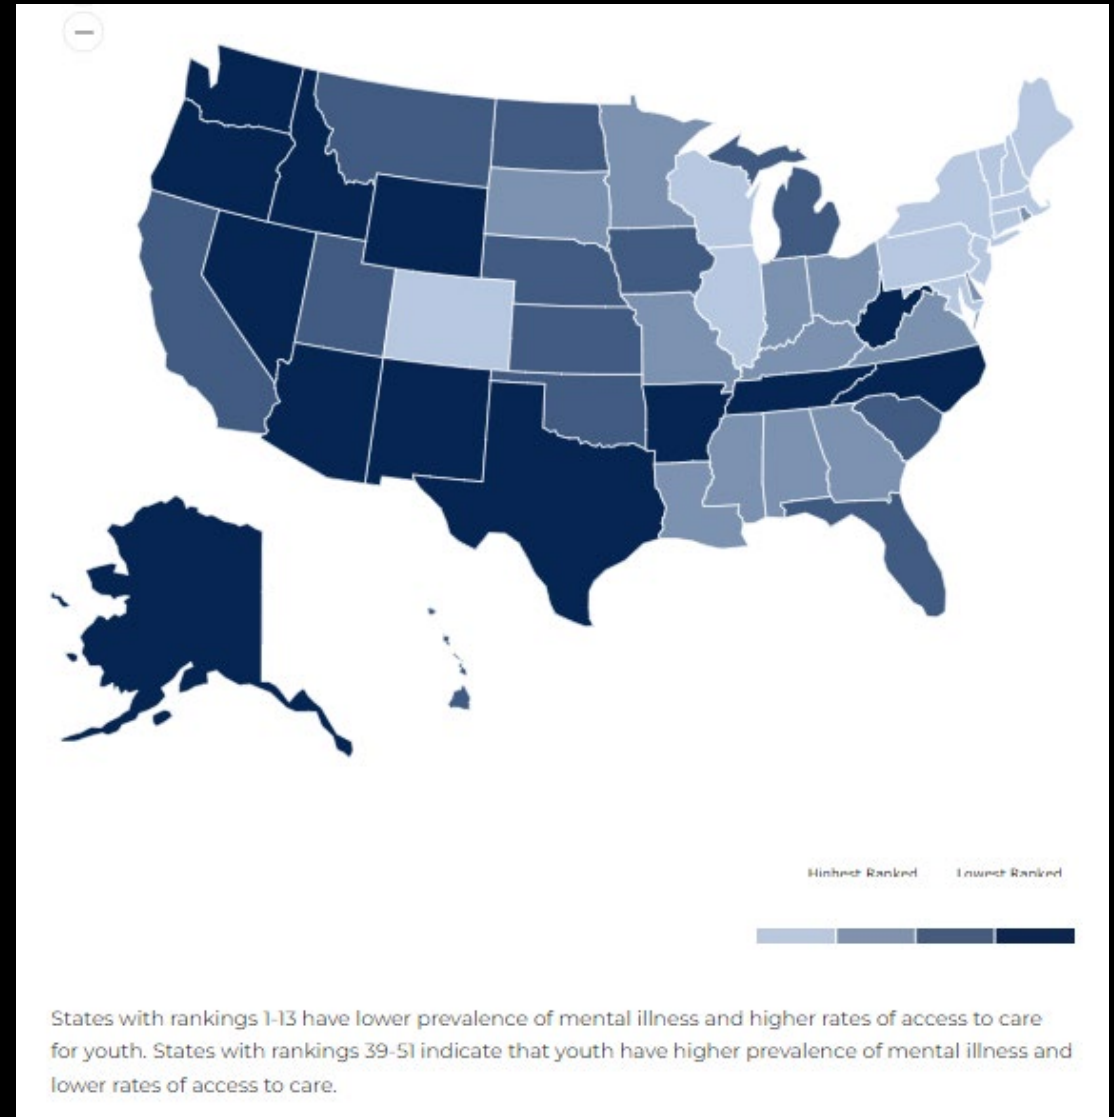 Highest Ranked Lowest Ranked
States with rankings 1-13 have lower prevalence of mental illness and higher rates of access to care
for youth. States with rankings 39-51 indicate that youth have higher prevalence of mental illness and
lower rates of access to care.